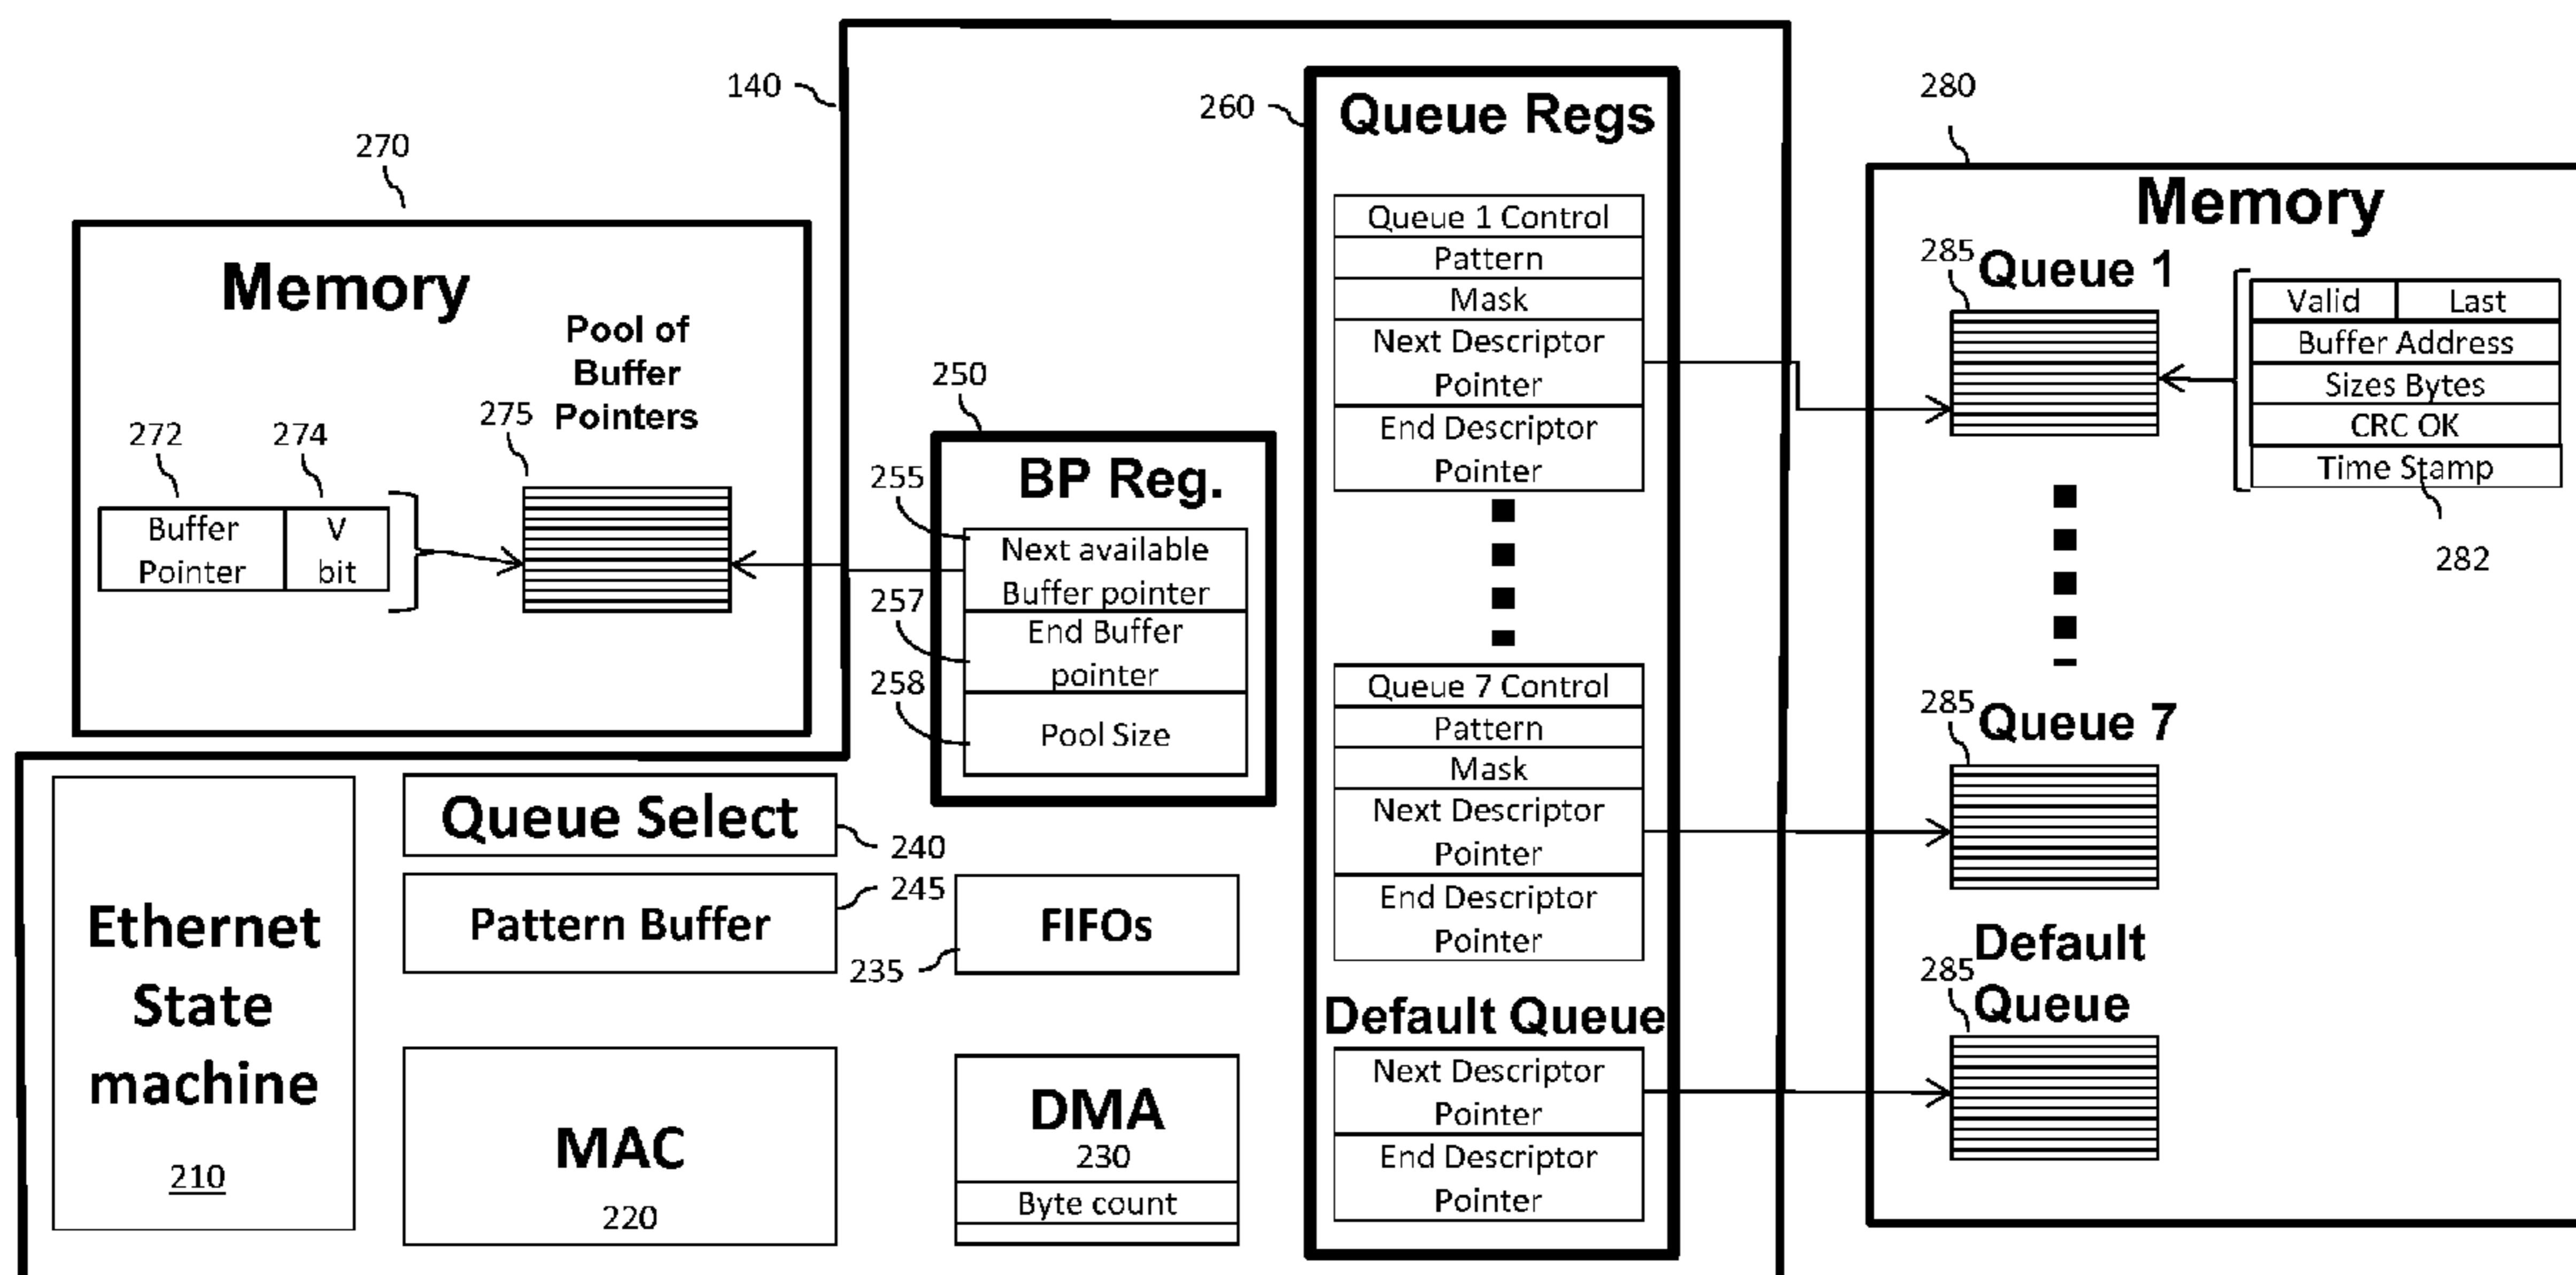 140
270
Memory
Pool of
Buffer
Pointers
272
274
275
Buffer
Pointer
V
bit
250
BP Reg.
255
Next available
Buffer pointer
257
End Buffer
pointer
258
Pool Size
260
Queue Regs
Queue 1 Control
Pattern
Mask
Next Descriptor
Pointer
End Descriptor
Pointer
Queue 7 Control
Pattern
Mask
Next Descriptor
Pointer
End Descriptor
Pointer
Default Queue
Next Descriptor
Pointer
End Descriptor
Pointer
280
Memory
285
Queue 1
Valid
Last
Buffer Address
Sizes Bytes
CRC OK
Time Stamp
282
285
Queue 7
Default
285
Queue
Ethernet
State
machine
210
Queue Select
240
Pattern Buffer
245
FIFOs
235
MAC
220
DMA
230
Byte count